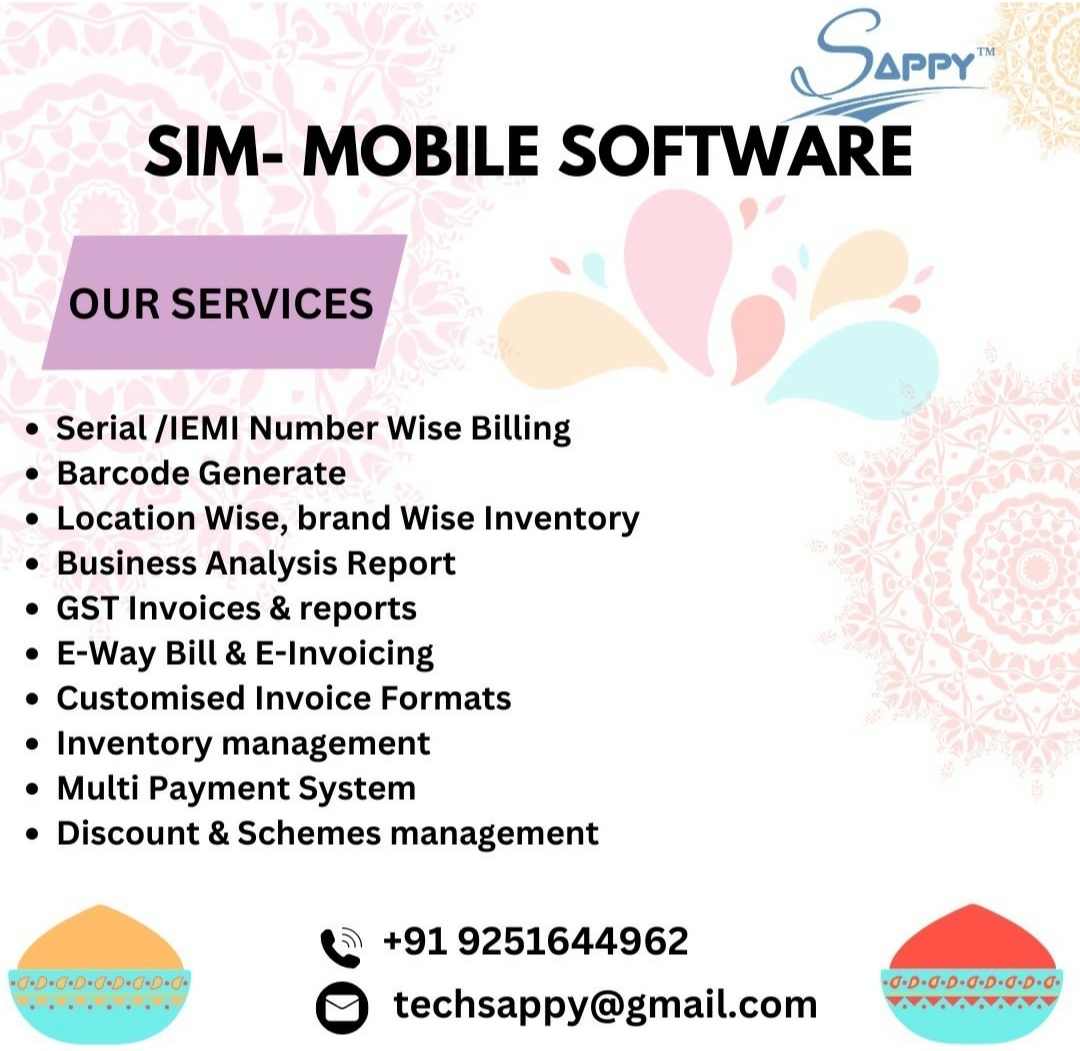 SAPPY™
SIM- MOBILE SOFTWARE
OUR SERVICES
• Serial /IEMI Number Wise Billing
• Barcode Generate
• Location Wise, brand Wise Inventory
• Business Analysis Report
• GST Invoices & reports
• E-Way Bill & E-Invoicing
• Customised Invoice Formats
• Inventory management
• Multi Payment System
• Discount & Schemes management
+91 9251644962
techsappy@gmail.com